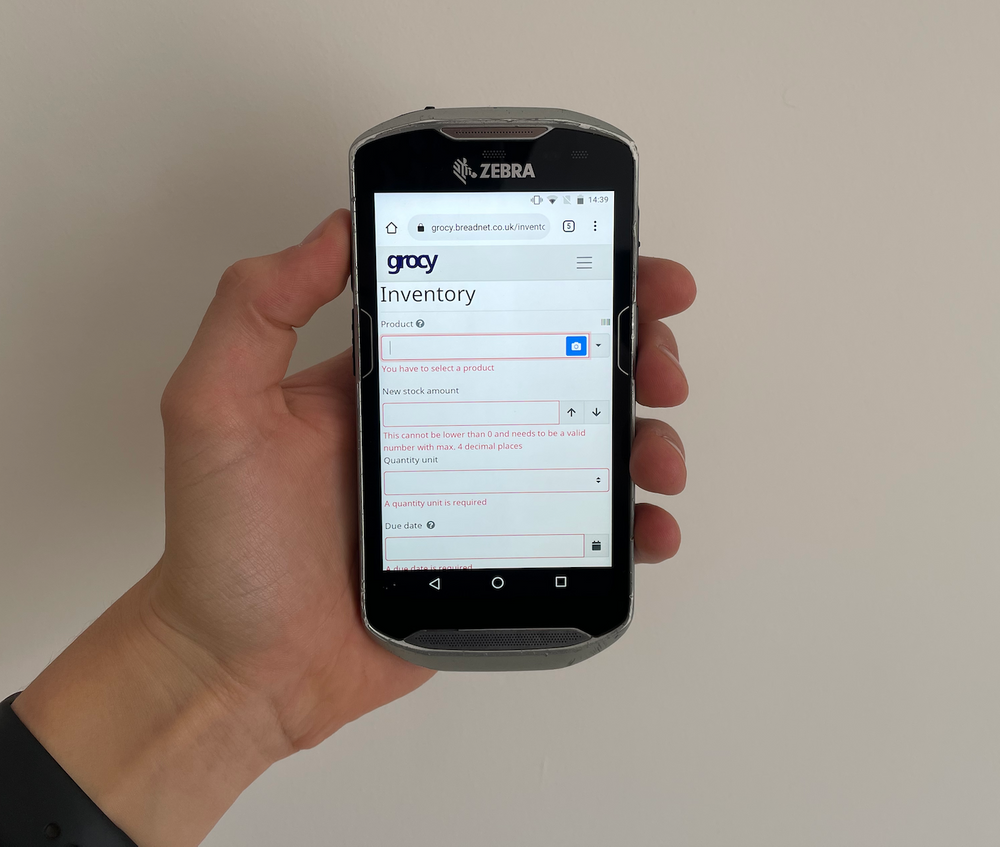 ZEBRA
14:39
grocy.breadnet.co.uk/invento
5
grocy
Inventory
Product ?
You have to select a product
New stock amount
This cannot be lower than 0 and needs to be a valid
number with max. 4 decimal places
Quantity unit
A quantity unit is required
Due date ?
A due date is required